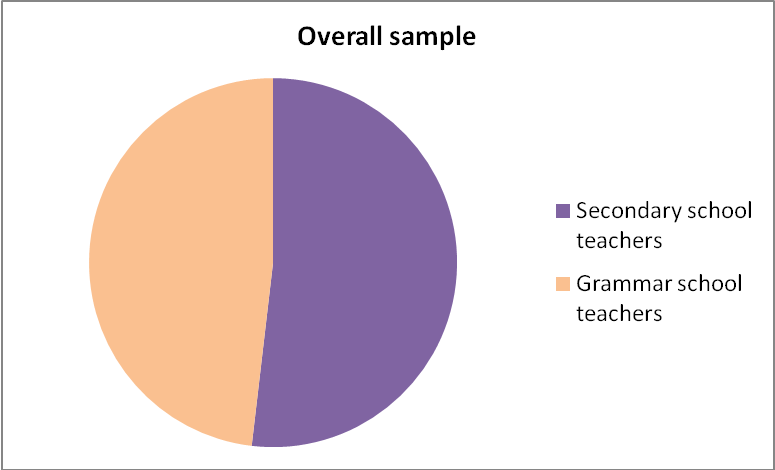 Overall sample
Secondary school
teachers
Grammar school
teachers